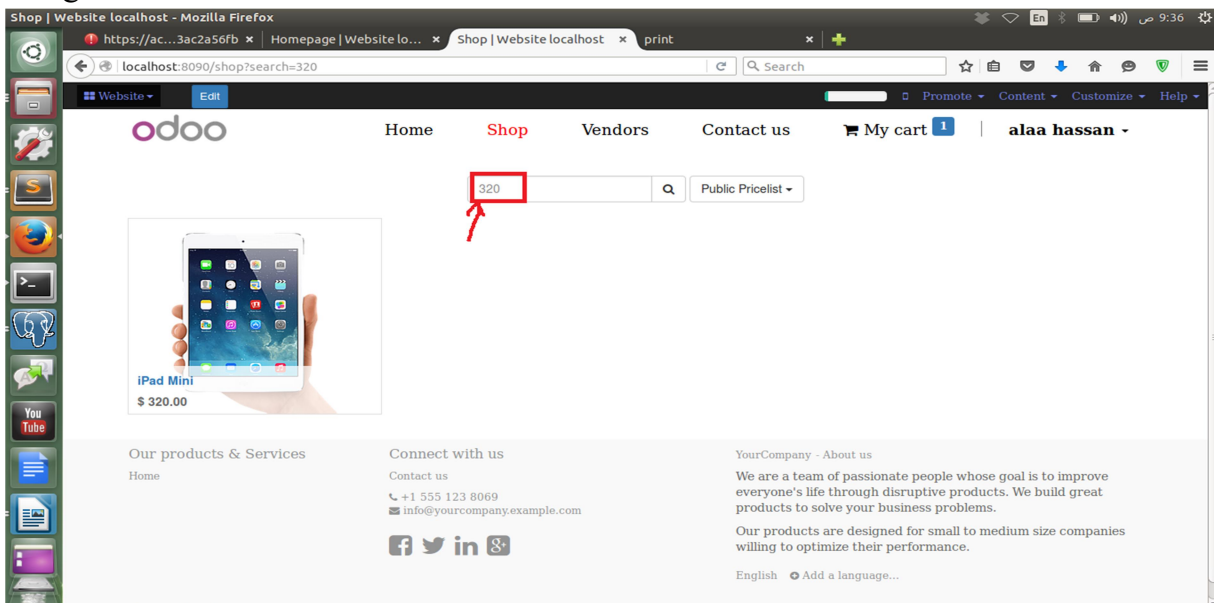 Shop | Website localhost - Mozilla Firefox
En
9:36 ص
https://ac...3ac2a56fb × Homepage | Website lo... × Shop | Website localhost × print ×
localhost:8090/shop?search=320
Search
Website
Edit
Promote Content Customize Help
odoo
Home Shop Vendors Contact us My cart 1 alaa hassan
320
Public Pricelist
iPad Mini
$ 320.00
You
Tube
Our products & Services
Home
Connect with us
Contact us
+1 555 123 8069
info@yourcompany.example.com
YourCompany - About us
We are a team of passionate people whose goal is to improve
everyone's life through disruptive products. We build great
products to solve your business problems.
Our products are designed for small to medium size companies
willing to optimize their performance.
English Add a language...